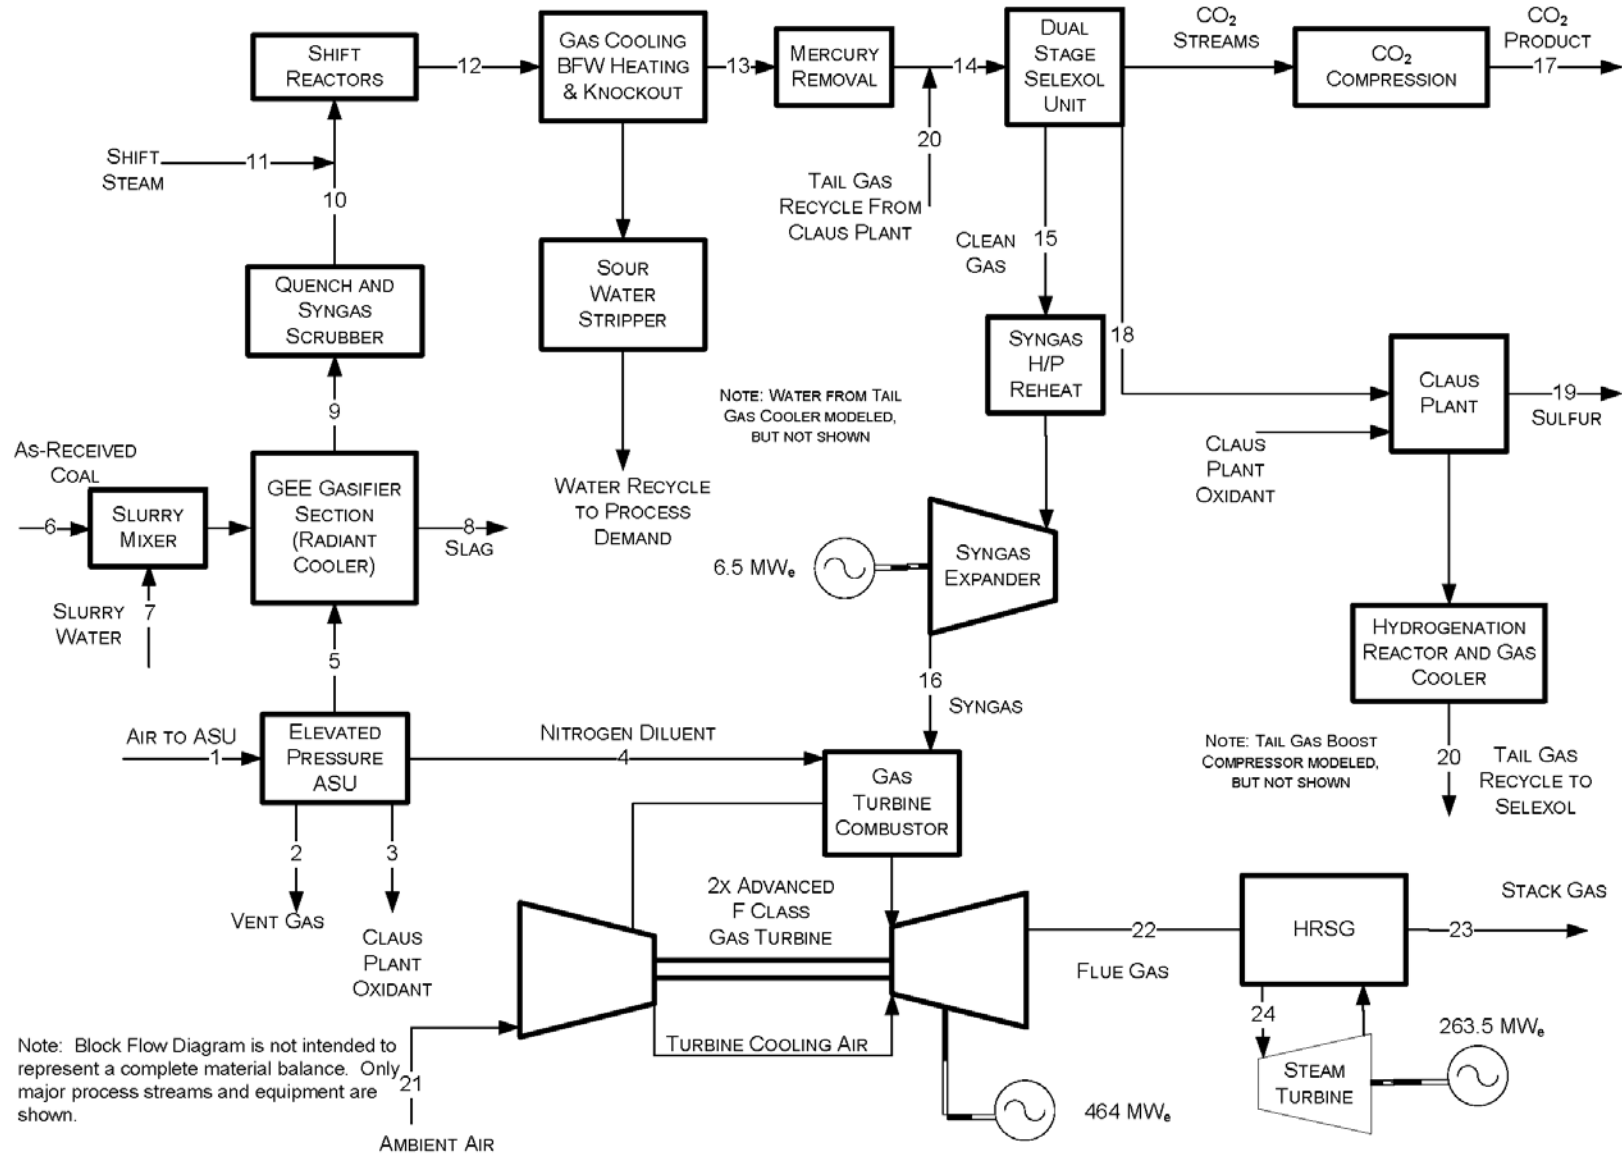 CO2
STREAMS
CO2
PRODUCT
SHIFT
REACTORS
12
GAS COOLING
BFW HEATING
& KNOCKOUT
13
MERCURY
REMOVAL
14
DUAL
STAGE
SELEXOL
UNIT
CO2
COMPRESSION
17
SHIFT
STEAM
11
10
20
TAIL GAS
RECYCLE FROM
CLAUS PLANT
CLEAN
GAS
15
QUENCH AND
SYNGAS
SCRUBBER
SOUR
WATER
STRIPPER
SYNGAS
H/P
REHEAT
18
CLAUS
PLANT
19
SULFUR
NOTE: WATER FROM TAIL
GAS COOLER MODELED,
BUT NOT SHOWN
9
CLAUS
PLANT
OXIDANT
AS-RECEIVED
COAL
6
SLURRY
MIXER
GEE GASIFIER
SECTION
(RADIANT
COOLER)
8
SLAG
WATER RECYCLE
TO PROCESS
DEMAND
7
SLURRY
WATER
6.5 MWe
SYNGAS
EXPANDER
HYDROGENATION
REACTOR AND GAS
COOLER
5
16
SYNGAS
AIR TO ASU
1
ELEVATED
PRESSURE
ASU
NITROGEN DILUENT
4
GAS
TURBINE
COMBUSTOR
NOTE: TAIL GAS BOOST
COMPRESSOR MODELED,
BUT NOT SHOWN
20
TAIL GAS
RECYCLE TO
SELEXOL
2
3
VENT GAS
CLAUS
PLANT
OXIDANT
2X ADVANCED
F CLASS
GAS TURBINE
22
FLUE GAS
HRSG
STACK GAS
23
24
TURBINE COOLING AIR
263.5 MWe
STEAM
TURBINE
464 MWe
Note: Block Flow Diagram is not intended to
represent a complete material balance. Only
major process streams and equipment are
shown.
21
AMBIENT AIR